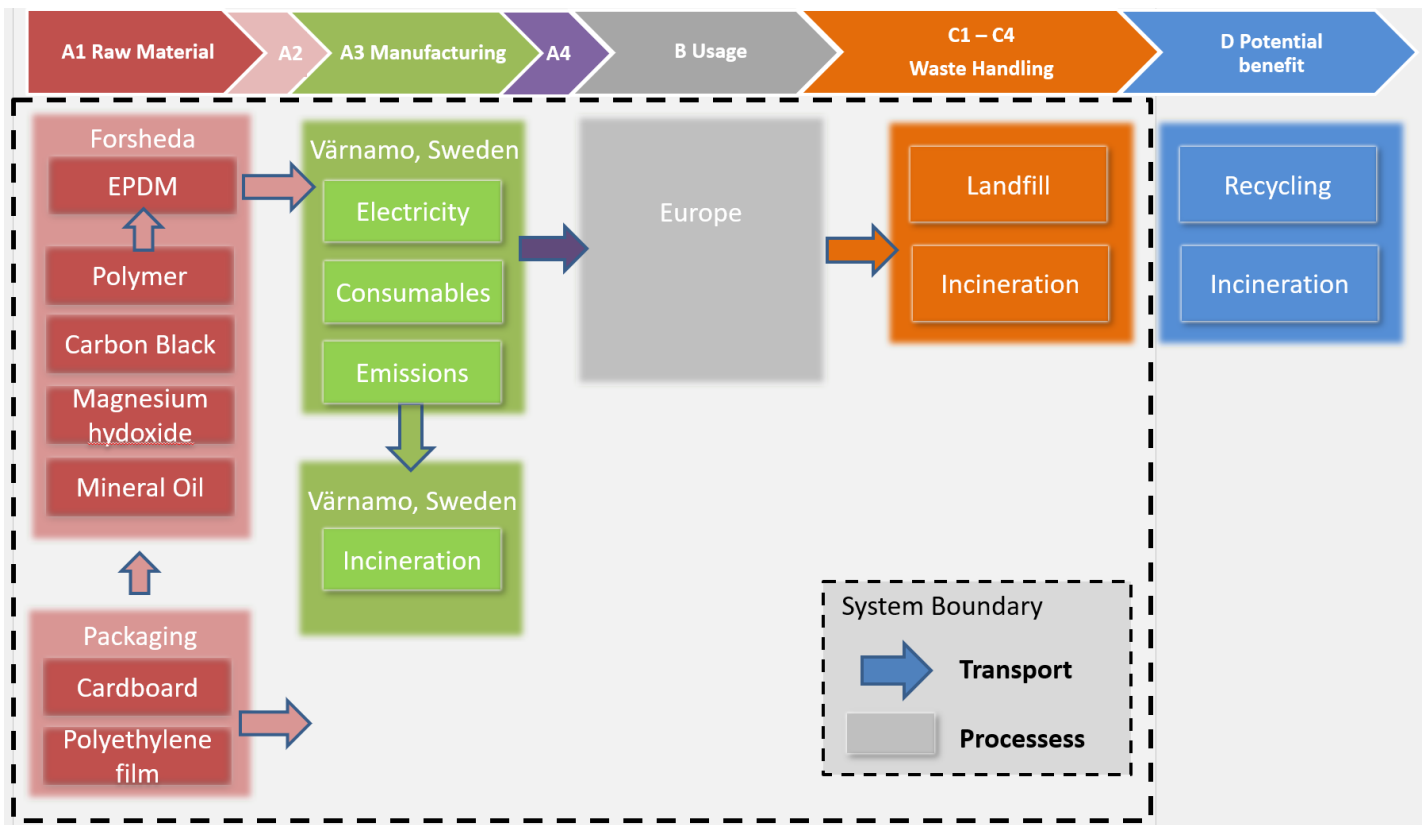 A1 Raw Material
A2
A3 Manufacturing
A4
B Usage
C1 – C4
Waste Handling
D Potential
benefit
Forsheda
EPDM
Polymer
Carbon Black
Magnesium
hydoxide
Mineral Oil
Packaging
Cardboard
Polyethylene
film
Värnamo, Sweden
Electricity
Consumables
Emissions
Värnamo, Sweden
Incineration
Europe
Landfill
Incineration
Recycling
Incineration
System Boundary
Transport
Processess